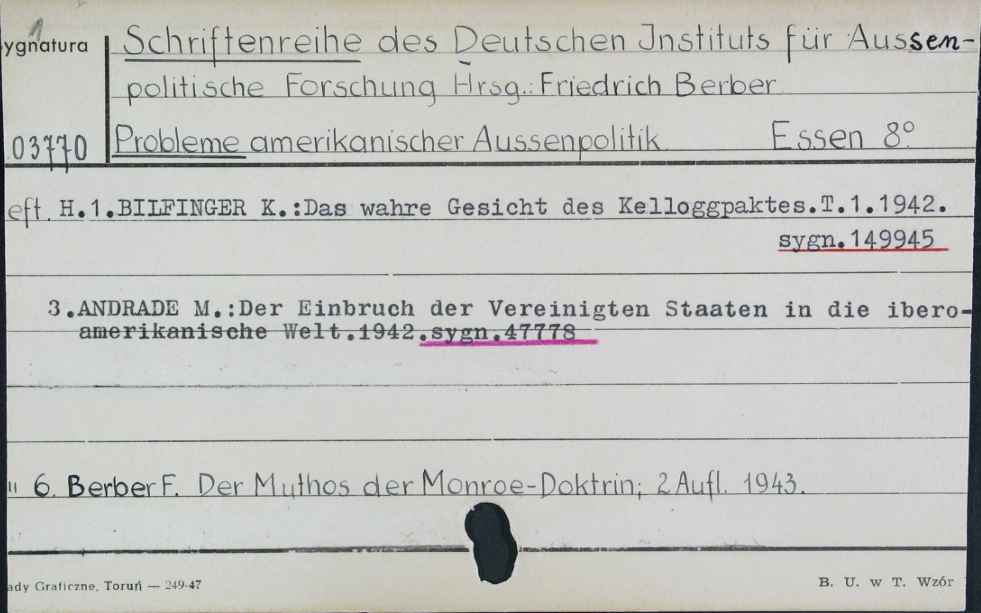 ygnatura
Schriftenreihe des Deutschen Instituts für Aussen-
politische Forschung Hrsg.: Friedrich Berber
03770 Probleme amerikanischer Aussenpolitik Essen 8°
eft H.1.BILFINGER K.:Das wahre Gesicht des Kelloggpaktes.T.1.1942.
sygn.149945
3.ANDRADE M.:Der Einbruch der Vereinigten Staaten in die ibero-
amerikanische Welt.1942.sygn.47778
" 6. Berber F. Der Mythos der Monroe-Doktrin; 2 Aufl. 1943.
ady Graficzne, Toruń — 249-47 B. U. w T. Wzór